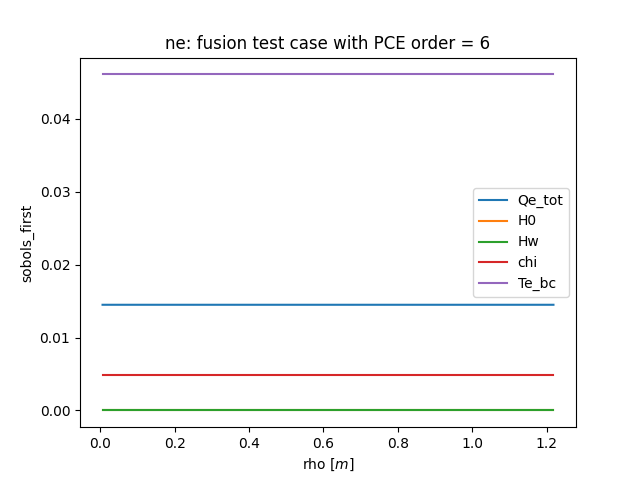 ne: fusion test case with PCE order = 6
sobols_first
0.04
0.03
0.02
0.01
0.00
Qe_tot
H0
Hw
chi
Te_bc
0.0 0.2 0.4 0.6 0.8 1.0 1.2
rho [m]